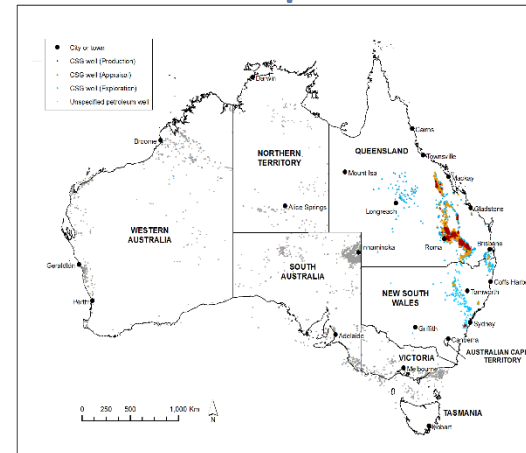 City or town
CSG well (Production)
CSG well (Appraisal)
CSG well (Exploration)
Unspecified petroleum well
Darwin
Broome
Cairns
NORTHERN
TERRITORY
QUEENSLAND
Townsville
Mount Isa
Mackay
Alice Springs
Longreach
Gladstone
WESTERN
AUSTRALIA
Innamincka
Roma
Brisbane
Geraldton
SOUTH
AUSTRALIA
Coffs Harbo
NEW SOUTH
WALES
Tamworth
Perth
Adelaide
Griffith
Sydney
Canberra
AUSTRALIAN CAPI
TERRITORY
VICTORIA
Melbourne
0 250 500 1,000 Km
N
TASMANIA
Hobart